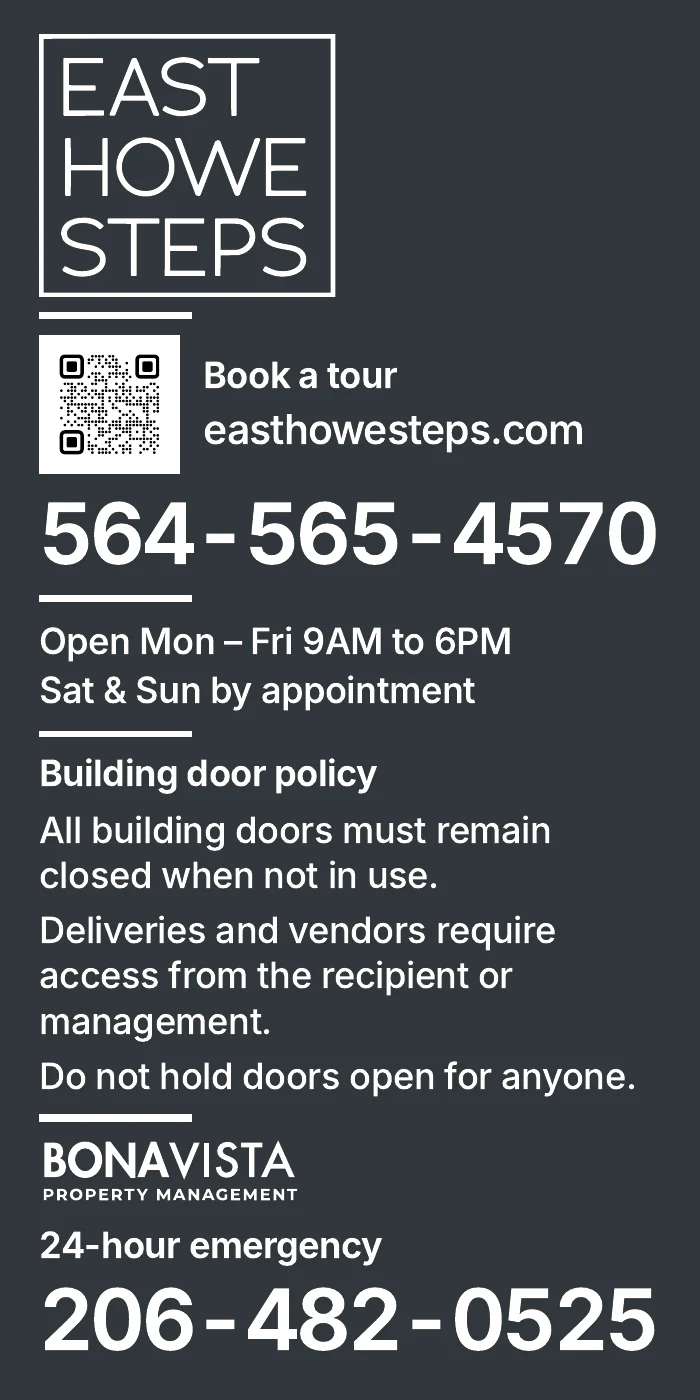 EAST
HOWE
STEPS
Book a tour
easthowesteps.com
564-565-4570
Open Mon – Fri 9AM to 6PM
Sat & Sun by appointment
Building door policy
All building doors must remain
closed when not in use.
Deliveries and vendors require
access from the recipient or
management.
Do not hold doors open for anyone.
BONAVISTA
PROPERTY MANAGEMENT
24-hour emergency
206-482-0525